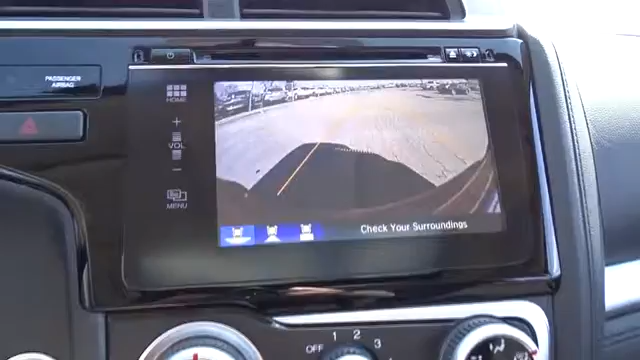 PASSENGER
AIRBAG
HOME
+
VOL
−
MENU
Check Your Surroundings
OFF 1 2 3